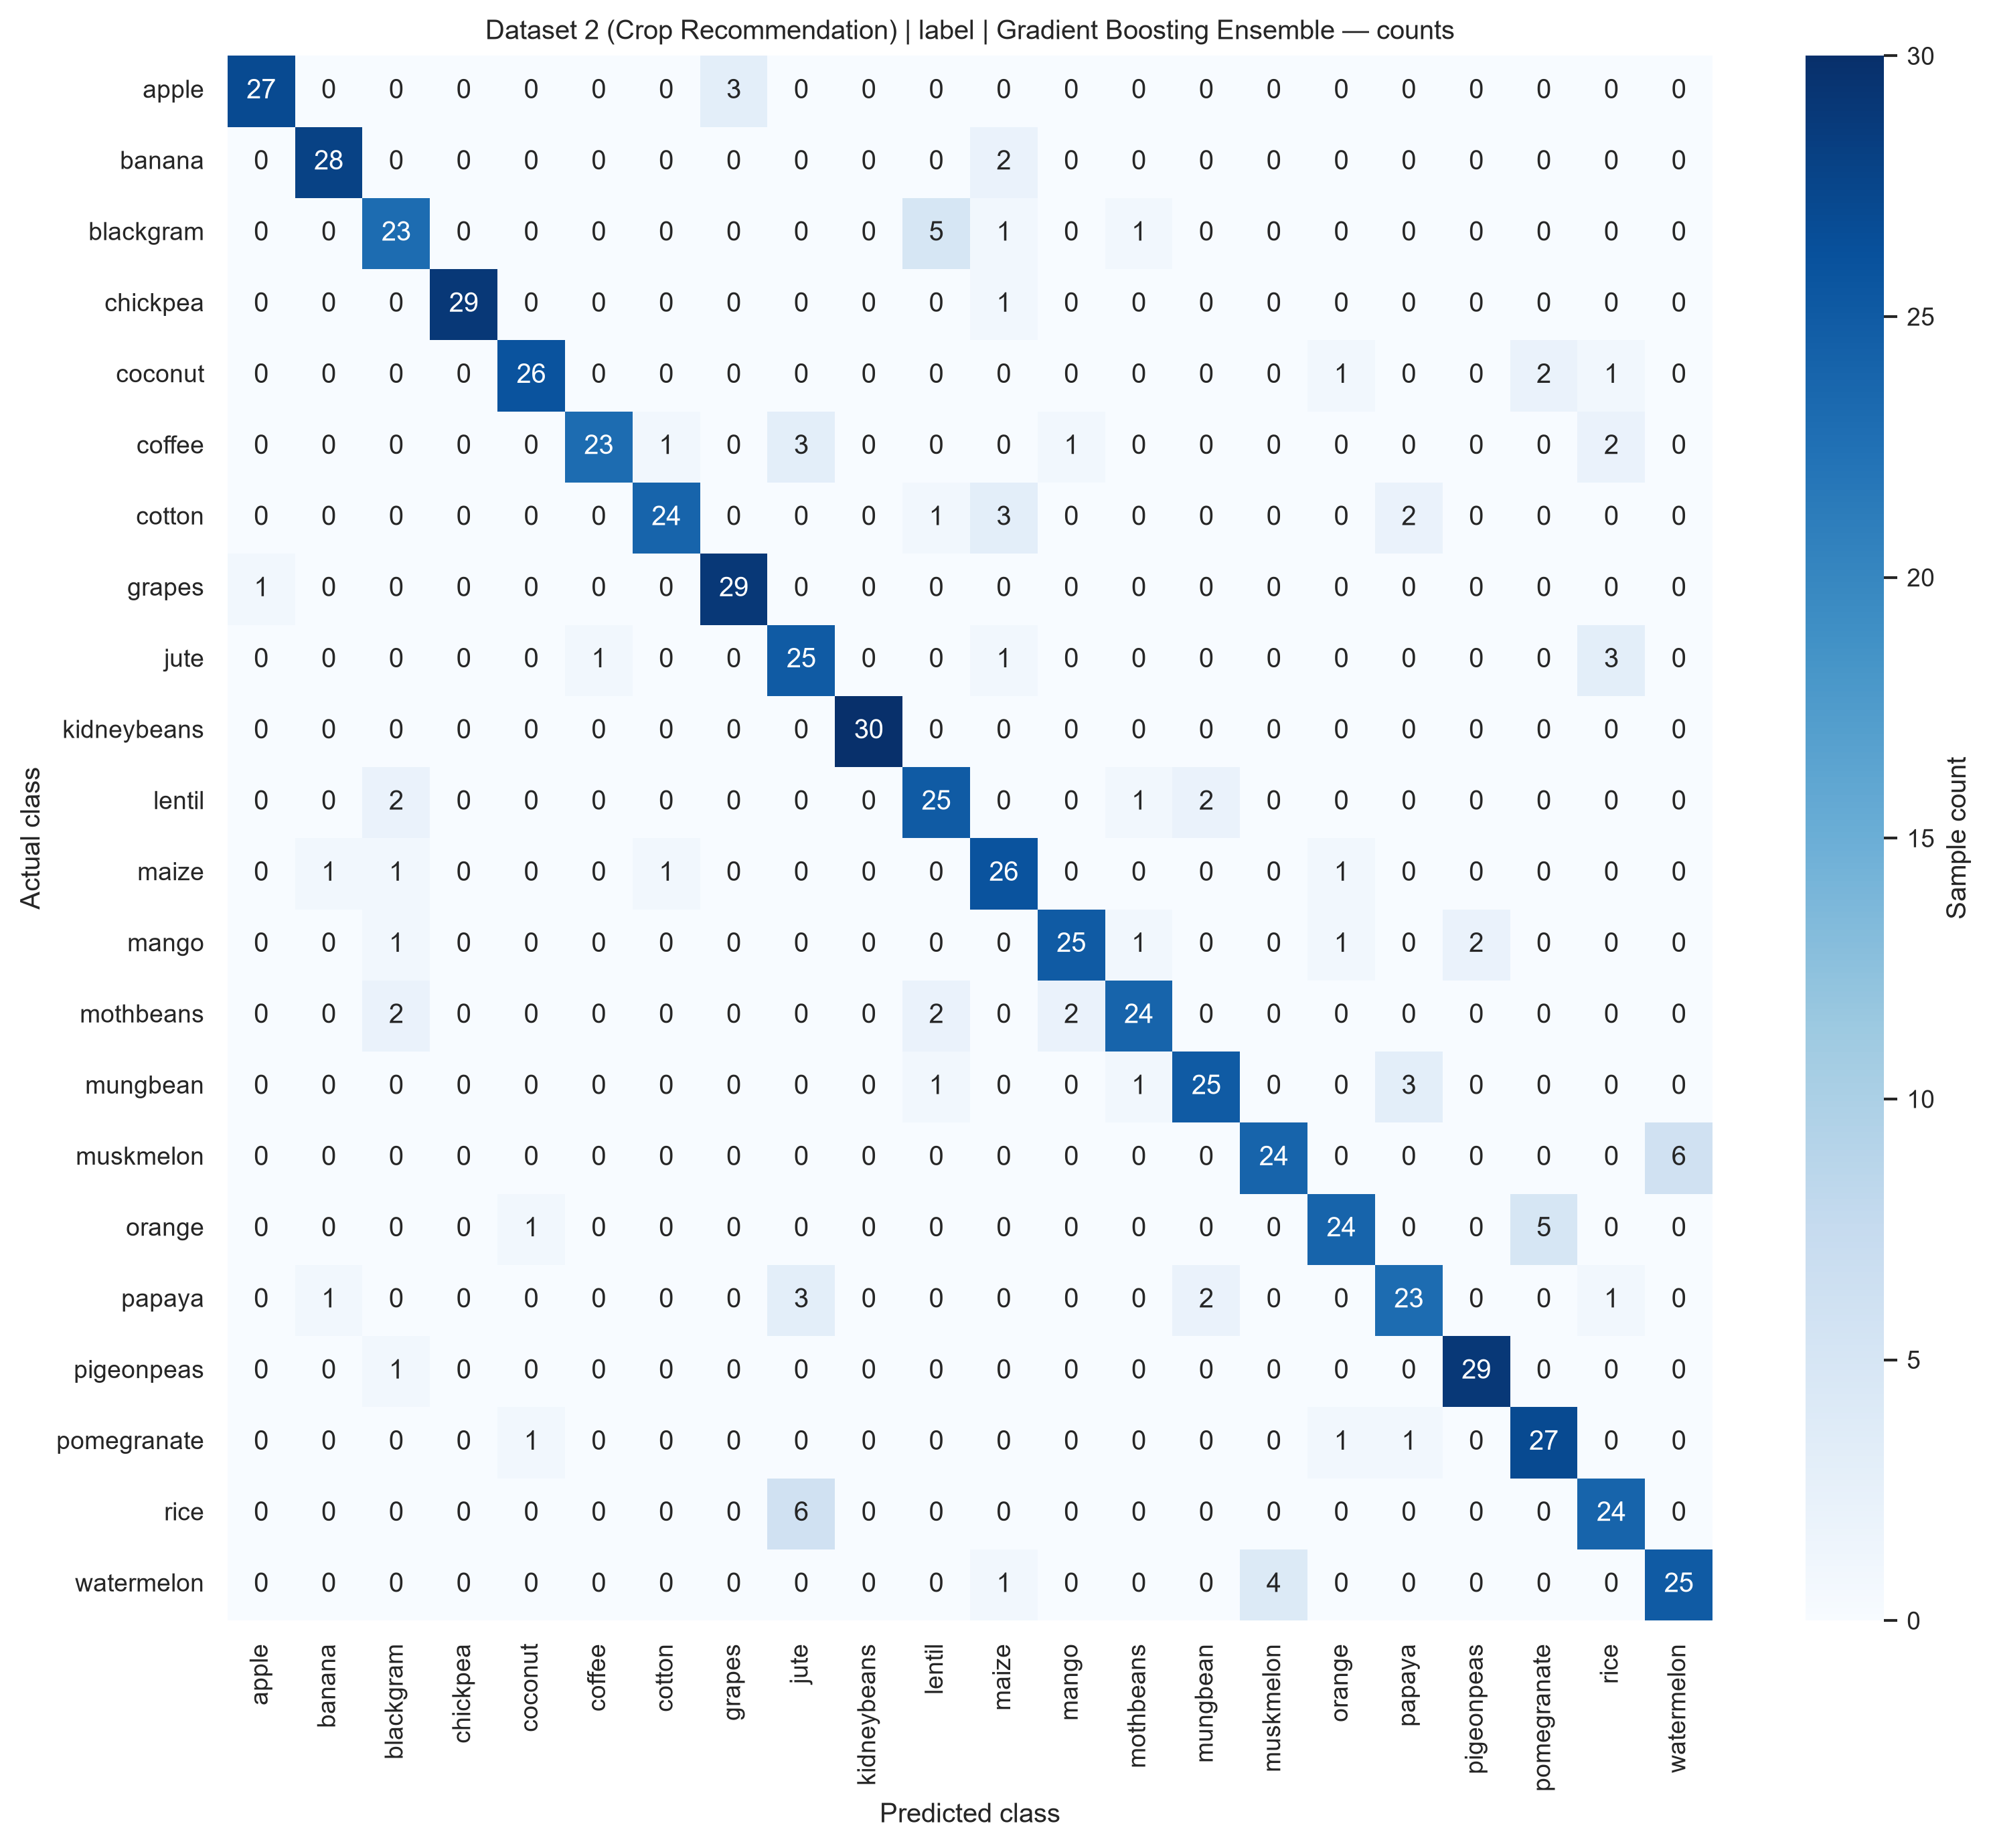 Dataset 2 (Crop Recommendation) | label | Gradient Boosting Ensemble — counts
Actual class
apple 27 0 0 0 0 0 0 3 0 0 0 0 0 0 0 0 0 0 0 0 0 0
banana 0 28 0 0 0 0 0 0 0 0 0 2 0 0 0 0 0 0 0 0 0 0
blackgram 0 0 23 0 0 0 0 0 0 0 5 1 0 1 0 0 0 0 0 0 0 0
chickpea 0 0 0 29 0 0 0 0 0 0 0 1 0 0 0 0 0 0 0 0 0 0
coconut 0 0 0 0 26 0 0 0 0 0 0 0 0 0 0 0 1 0 0 2 1 0
coffee 0 0 0 0 0 23 1 0 3 0 0 0 1 0 0 0 0 0 0 0 2 0
cotton 0 0 0 0 0 0 24 0 0 0 1 3 0 0 0 0 0 2 0 0 0 0
grapes 1 0 0 0 0 0 0 29 0 0 0 0 0 0 0 0 0 0 0 0 0 0
jute 0 0 0 0 0 1 0 0 25 0 0 1 0 0 0 0 0 0 0 0 3 0
kidneybeans 0 0 0 0 0 0 0 0 0 30 0 0 0 0 0 0 0 0 0 0 0 0
lentil 0 0 2 0 0 0 0 0 0 0 25 0 0 1 2 0 0 0 0 0 0 0
maize 0 1 1 0 0 0 1 0 0 0 0 26 0 0 0 0 1 0 0 0 0 0
mango 0 0 1 0 0 0 0 0 0 0 0 0 25 1 0 0 1 0 2 0 0 0
mothbeans 0 0 2 0 0 0 0 0 0 0 2 0 2 24 0 0 0 0 0 0 0 0
mungbean 0 0 0 0 0 0 0 0 0 0 1 0 0 1 25 0 0 3 0 0 0 0
muskmelon 0 0 0 0 0 0 0 0 0 0 0 0 0 0 0 24 0 0 0 0 0 6
orange 0 0 0 0 1 0 0 0 0 0 0 0 0 0 0 0 24 0 0 5 0 0
papaya 0 1 0 0 0 0 0 0 3 0 0 0 0 0 2 0 0 23 0 0 1 0
pigeonpeas 0 0 1 0 0 0 0 0 0 0 0 0 0 0 0 0 0 0 29 0 0 0
pomegranate 0 0 0 0 1 0 0 0 0 0 0 0 0 0 0 0 1 1 0 27 0 0
rice 0 0 0 0 0 0 0 0 6 0 0 0 0 0 0 0 0 0 0 0 24 0
watermelon 0 0 0 0 0 0 0 0 0 0 0 1 0 0 0 4 0 0 0 0 0 25
apple banana blackgram chickpea coconut coffee cotton grapes jute kidneybeans lentil maize mango mothbeans mungbean muskmelon orange papaya pigeonpeas pomegranate rice watermelon
Predicted class
30
25
20
15
10
5
0
Sample count